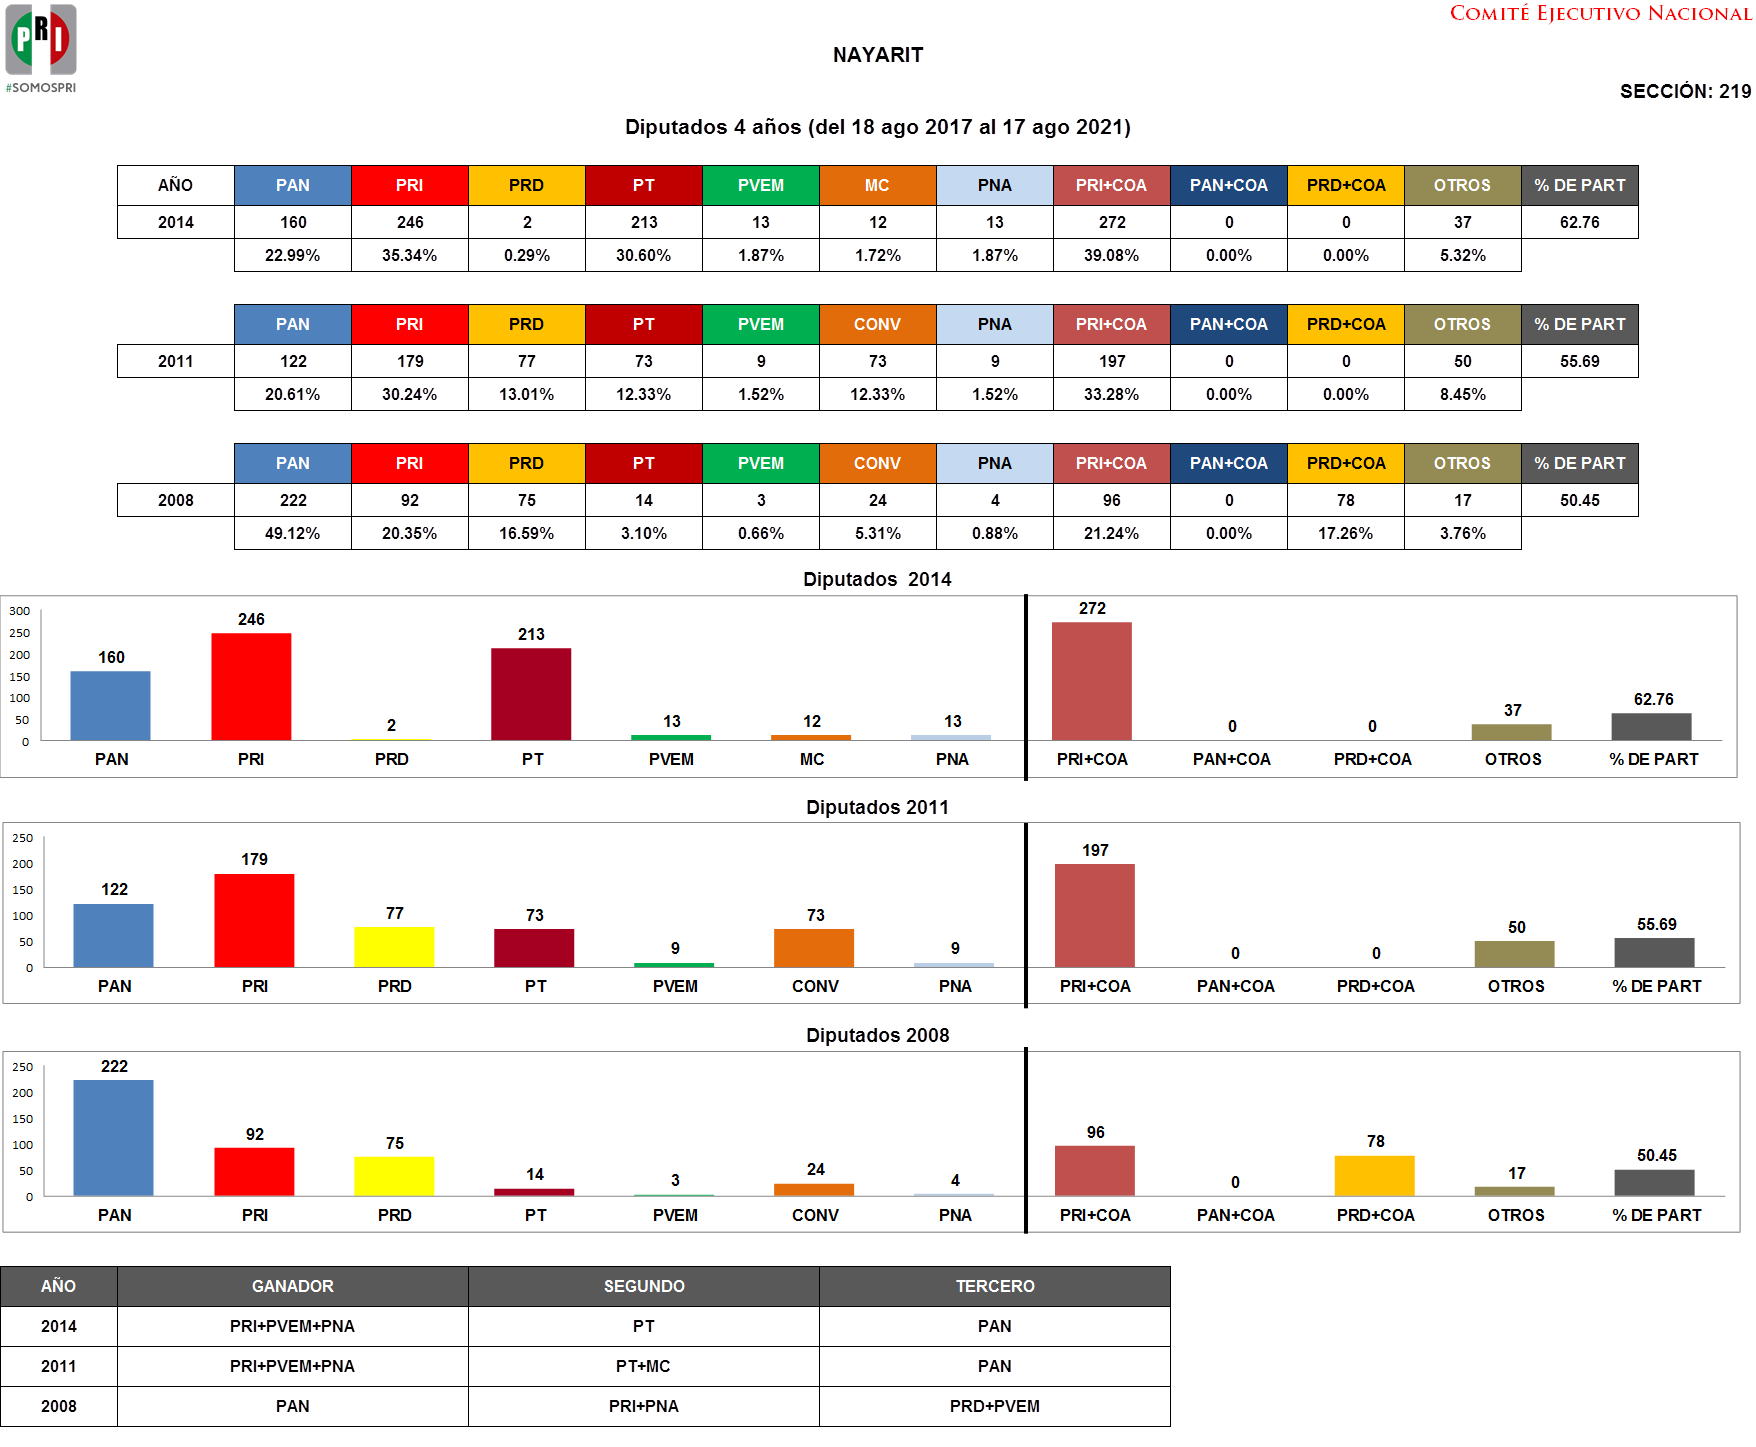 PRI
#SOMOSPRI
COMITÉ EJECUTIVO NACIONAL
NAYARIT
SECCIÓN: 219
Diputados 4 años (del 18 ago 2017 al 17 ago 2021)
AÑO PAN PRI PRD PT PVEM MC PNA PRI+COA PAN+COA PRD+COA OTROS % DE PART
2014 160 246 2 213 13 12 13 272 0 0 37 62.76
22.99% 35.34% 0.29% 30.60% 1.87% 1.72% 1.87% 39.08% 0.00% 0.00% 5.32%
PAN PRI PRD PT PVEM CONV PNA PRI+COA PAN+COA PRD+COA OTROS % DE PART
2011 122 179 77 73 9 73 9 197 0 0 50 55.69
20.61% 30.24% 13.01% 12.33% 1.52% 12.33% 1.52% 33.28% 0.00% 0.00% 8.45%
PAN PRI PRD PT PVEM CONV PNA PRI+COA PAN+COA PRD+COA OTROS % DE PART
2008 222 92 75 14 3 24 4 96 0 78 17 50.45
49.12% 20.35% 16.59% 3.10% 0.66% 5.31% 0.88% 21.24% 0.00% 17.26% 3.76%
Diputados 2014
300
250
200
150
100
50
0
160 246 2 213 13 12 13 272 0 0 37 62.76
PAN PRI PRD PT PVEM MC PNA PRI+COA PAN+COA PRD+COA OTROS % DE PART
Diputados 2011
250
200
150
100
50
0
122 179 77 73 9 73 9 197 0 0 50 55.69
PAN PRI PRD PT PVEM CONV PNA PRI+COA PAN+COA PRD+COA OTROS % DE PART
Diputados 2008
250
200
150
100
50
0
222 92 75 14 3 24 4 96 0 78 17 50.45
PAN PRI PRD PT PVEM CONV PNA PRI+COA PAN+COA PRD+COA OTROS % DE PART
AÑO GANADOR SEGUNDO TERCERO
2014 PRI+PVEM+PNA PT PAN
2011 PRI+PVEM+PNA PT+MC PAN
2008 PAN PRI+PNA PRD+PVEM